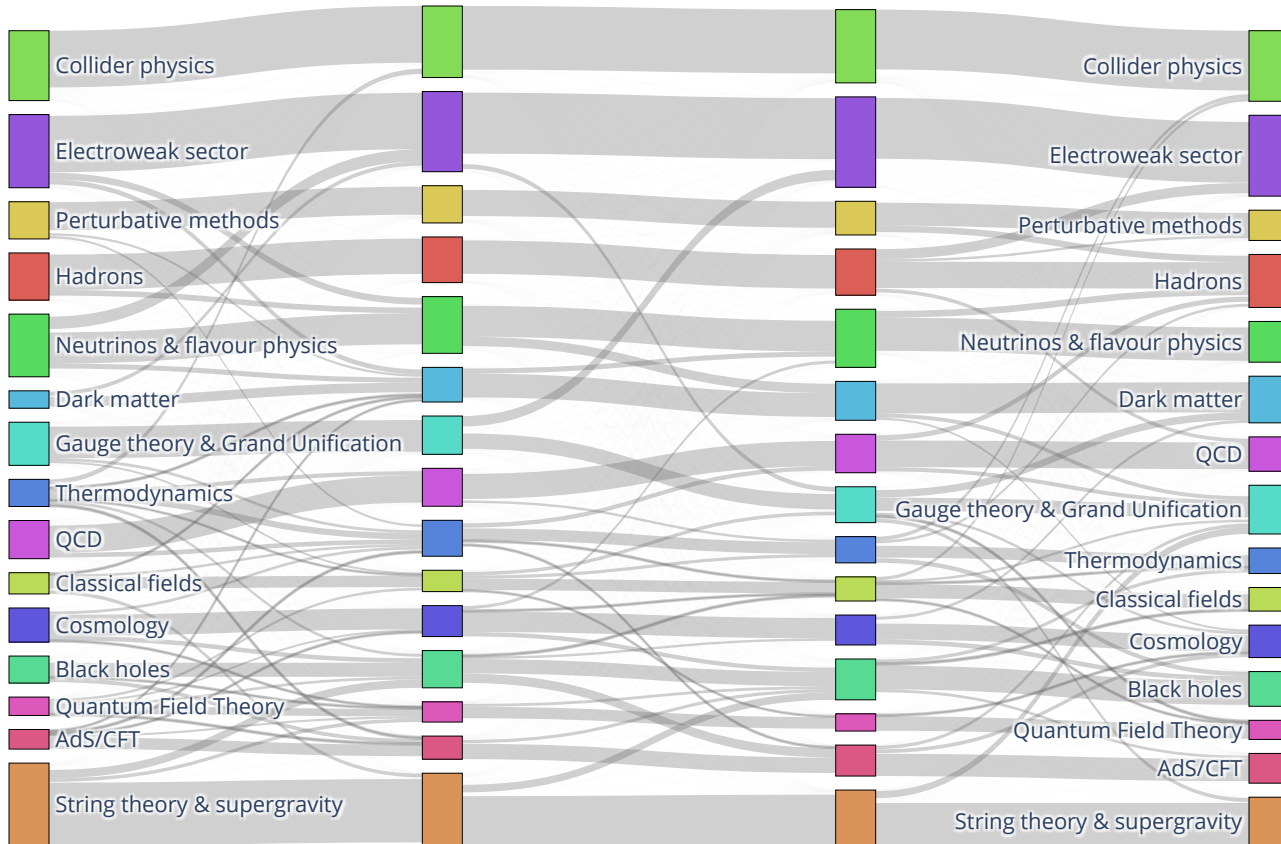 Collider physics
Electroweak sector
Perturbative methods
Hadrons
Neutrinos & flavour physics
Dark matter
Gauge theory & Grand Unification
Thermodynamics
QCD
Classical fields
Cosmology
Black holes
Quantum Field Theory
AdS/CFT
String theory & supergravity
Collider physics
Electroweak sector
Perturbative methods
Hadrons
Neutrinos & flavour physics
Dark matter
QCD
Gauge theory & Grand Unification
Thermodynamics
Classical fields
Cosmology
Black holes
Quantum Field Theory
AdS/CFT
String theory & supergravity